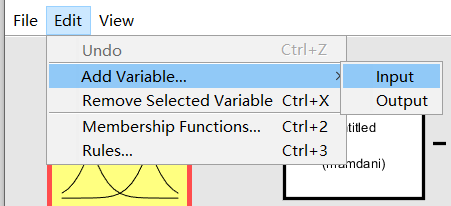 File Edit View
Undo Ctrl+Z
Add Variable... Input
Remove Selected Variable Ctrl+X Output
Membership Functions... Ctrl+2 ntitled
Rules... Ctrl+3 (mamdani)